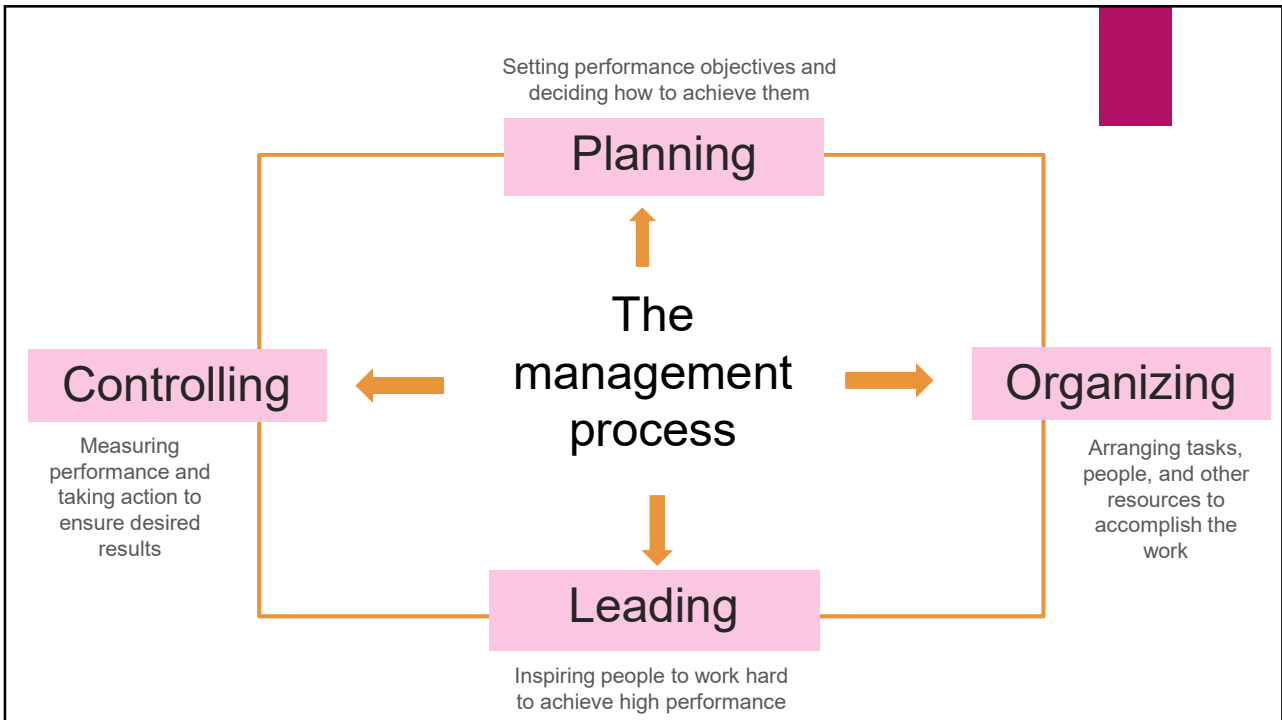 Setting performance objectives and
deciding how to achieve them
Planning
The
management
process
Controlling
Measuring
performance and
taking action to
ensure desired
results
Organizing
Arranging tasks,
people, and other
resources to
accomplish the
work
Leading
Inspiring people to work hard
to achieve high performance